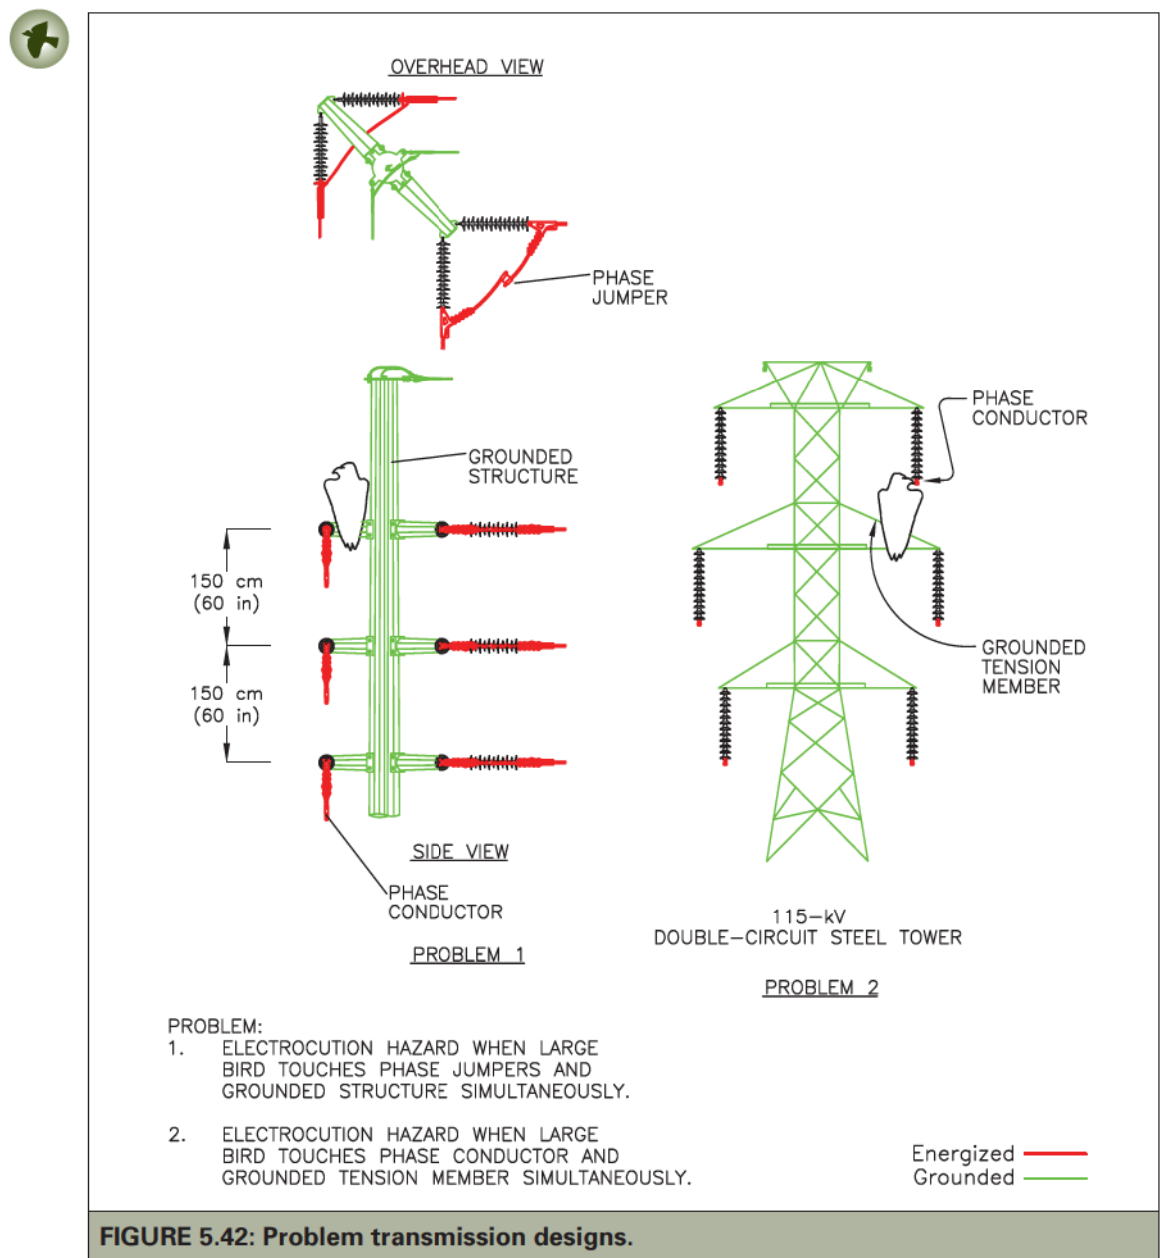 OVERHEAD VIEW
PHASE
JUMPER
PHASE
CONDUCTOR
GROUNDED
STRUCTURE
150 cm
(60 in)
GROUNDED
TENSION
MEMBER
150 cm
(60 in)
SIDE VIEW
PHASE
CONDUCTOR
PROBLEM 1
115-kV
DOUBLE-CIRCUIT STEEL TOWER
PROBLEM 2
PROBLEM:
1. ELECTROCUTION HAZARD WHEN LARGE
BIRD TOUCHES PHASE JUMPERS AND
GROUNDED STRUCTURE SIMULTANEOUSLY.
2. ELECTROCUTION HAZARD WHEN LARGE
BIRD TOUCHES PHASE CONDUCTOR AND
GROUNDED TENSION MEMBER SIMULTANEOUSLY.
Energized
Grounded
FIGURE 5.42: Problem transmission designs.